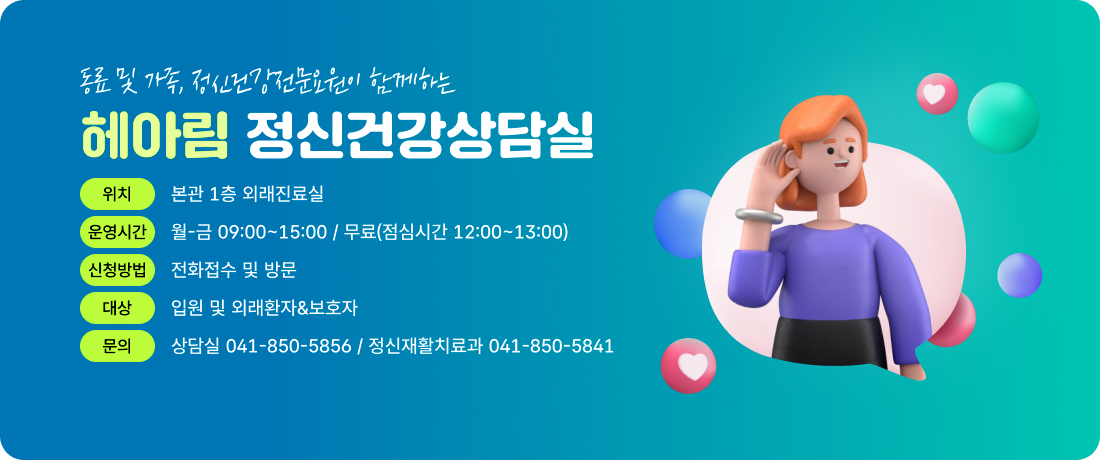 동료 및 가족, 정신건강전문요원이 함께하는
헤아림 정신건강상담실
위치 본관 1층 외래진료실
운영시간 월-금 09:00~15:00 / 무료(점심시간 12:00~13:00)
신청방법 전화접수 및 방문
대상 입원 및 외래환자&보호자
문의 상담실 041-850-5856 / 정신재활치료과 041-850-5841